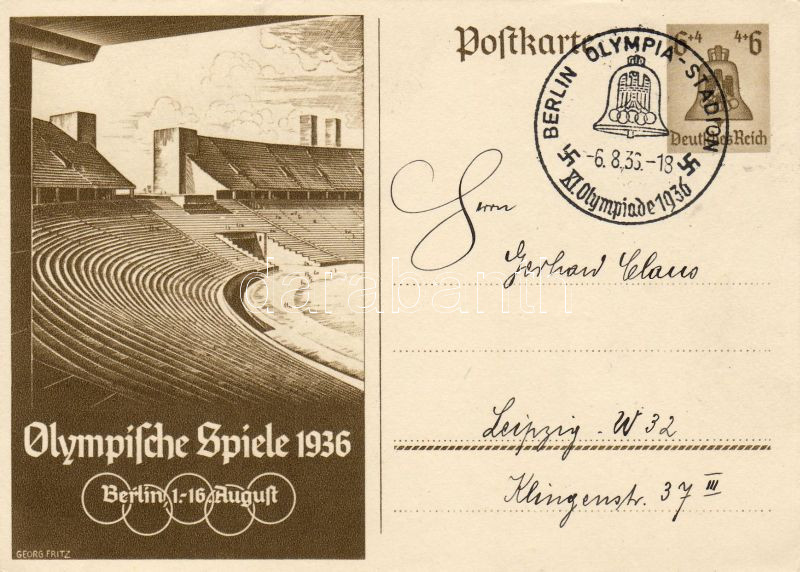 Postkarte
6+4 4+6
Deutsches Reich
BERLIN OLYMPIA-STADION
-6.8.36.-18
XI. Olympiade 1936
Herrn
Gerhard Claus
Leipzig - W 32
Klingenstr. 37 III
Olympische Spiele 1936
Berlin, 1.-16. August
GEORG FRITZ
darabanth